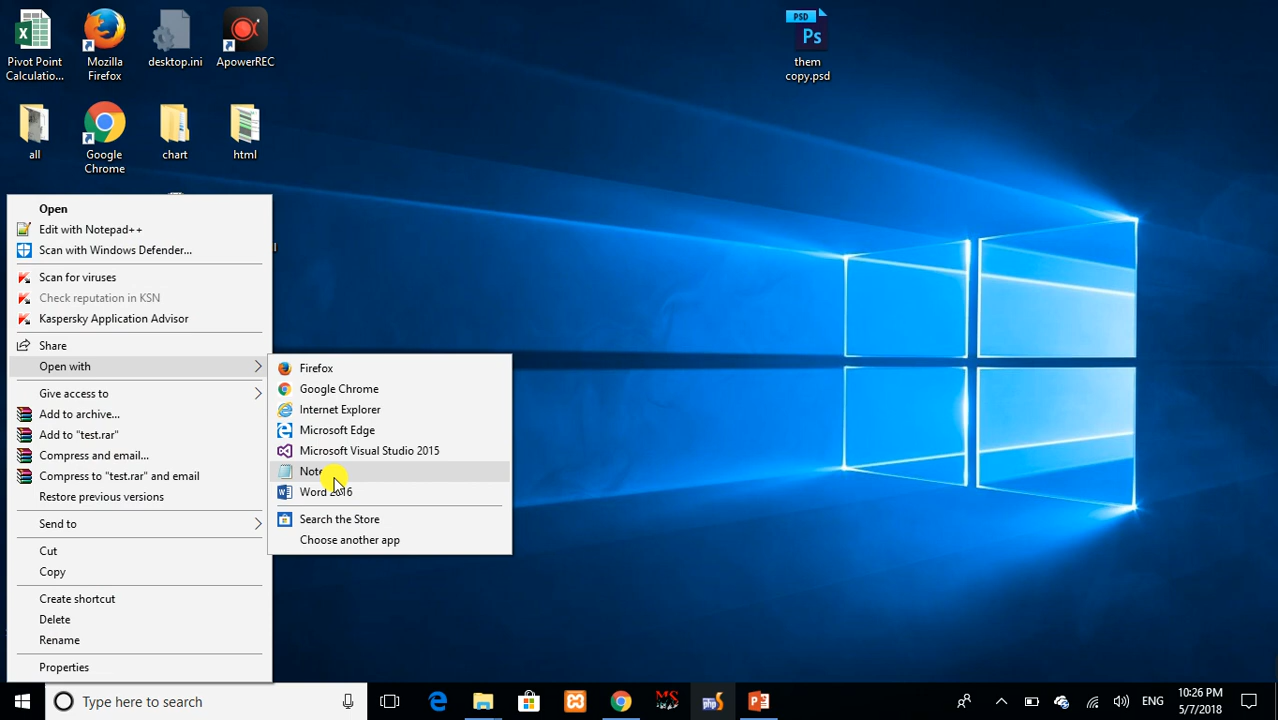 Pivot Point
Calculatio...
Mozilla
Firefox
desktop.ini
ApowerREC
PSD
Ps
them
copy.psd
all
Google
Chrome
chart
html
Open
Edit with Notepad++
Scan with Windows Defender...
Scan for viruses
Check reputation in KSN
Kaspersky Application Advisor
Share
Open with
Give access to
Add to archive...
Add to "test.rar"
Compress and email...
Compress to "test.rar" and email
Restore previous versions
Send to
Cut
Copy
Create shortcut
Delete
Rename
Properties
Firefox
Google Chrome
Internet Explorer
Microsoft Edge
Microsoft Visual Studio 2015
Word 2016
Search the Store
Choose another app
Type here to search
ENG
10:26 PM
5/7/2018